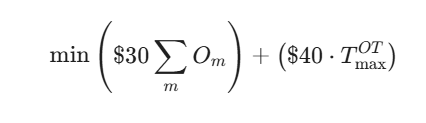 min ($30 ∑_m O_m) + ($40 · T_max^OT)